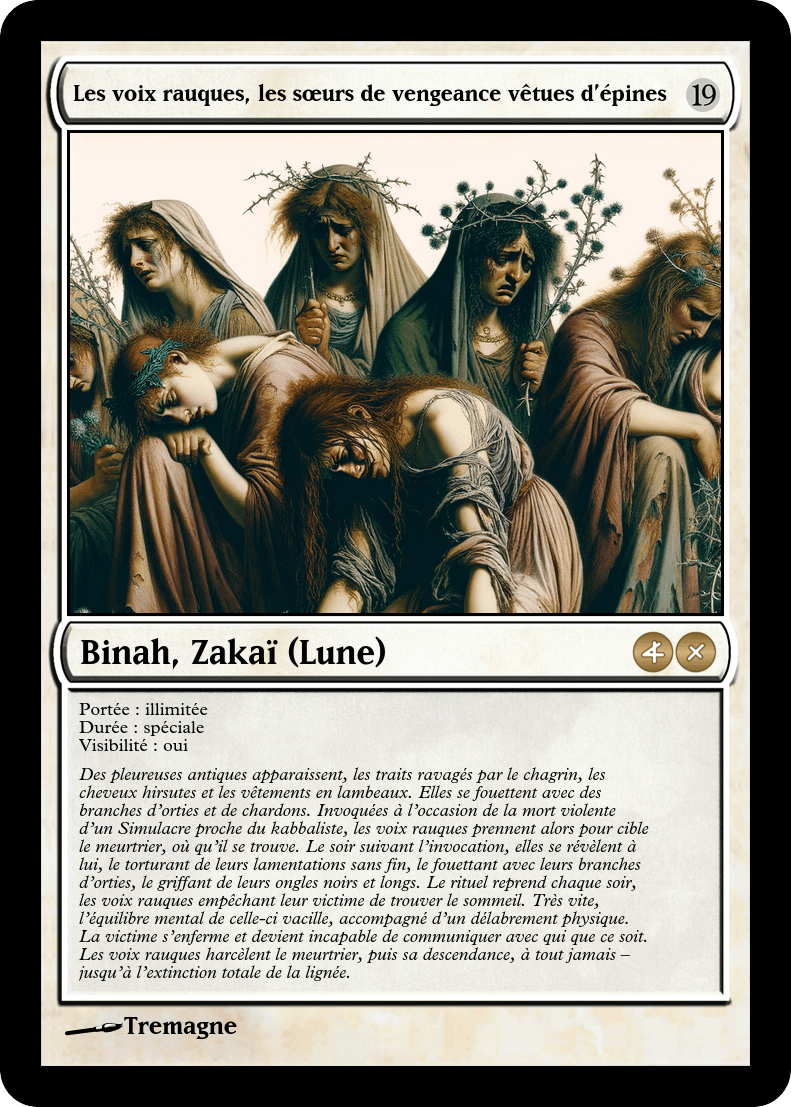 Les voix rauques, les sœurs de vengeance vêtues d'épines 19
Binah, Zakaï (Lune)
Portée : illimitée
Durée : spéciale
Visibilité : oui
Des pleureuses antiques apparaissent, les traits ravagés par le chagrin, les
cheveux hirsutes et les vêtements en lambeaux. Elles se fouettent avec des
branches d'orties et de chardons. Invoquées à l'occasion de la mort violente
d'un Simulacre proche du kabbaliste, les voix rauques prennent alors pour cible
le meurtrier, où qu'il se trouve. Le soir suivant l'invocation, elles se révèlent à
lui, le torturant de leurs lamentations sans fin, le fouettant avec leurs branches
d'orties, le griffant de leurs ongles noirs et longs. Le rituel reprend chaque soir,
les voix rauques empêchant leur victime de trouver le sommeil. Très vite,
l'équilibre mental de celle-ci vacille, accompagné d'un délabrement physique.
La victime s'enferme et devient incapable de communiquer avec qui que ce soit.
Les voix rauques harcèlent le meurtrier, puis sa descendance, à tout jamais –
jusqu'à l'extinction totale de la lignée.
Tremagne